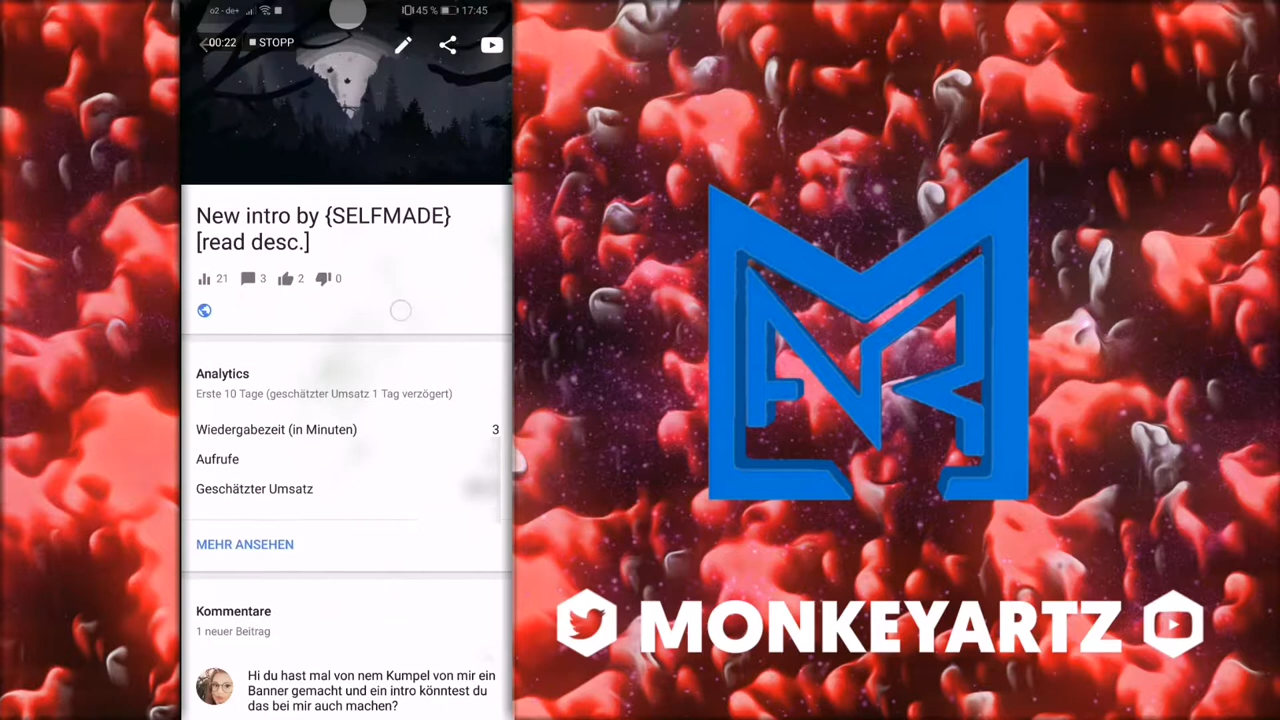 o2-de+ 45 % 17:45
00:22 STOPP
New intro by {SELFMADE}
[read desc.]
21 3 2 0
Analytics
Erste 10 Tage (geschätzter Umsatz 1 Tag verzögert)
Wiedergabezeit (in Minuten) 3
Aufrufe
Geschätzter Umsatz
MEHR ANSEHEN
Kommentare
1 neuer Beitrag
Hi du hast mal von nem Kumpel von mir ein
Banner gemacht und ein intro könntest du
das bei mir auch machen?
MONKEYARTZ